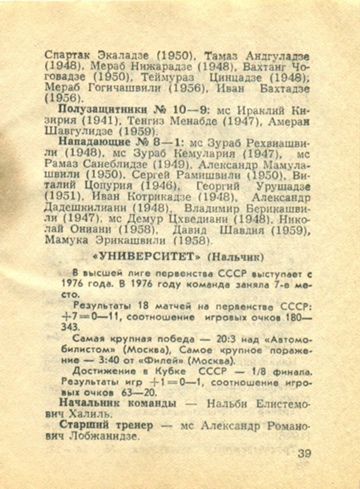 Спартак Экаладзе (1950), Тамаз Андгуладзе
(1948), Мераб Нижарадзе (1948), Вахтанг Чо-
говадзе (1950), Теймураз Цинцадзе (1948),
Мераб Гогичашвили (1956), Иван Бахтадзе
(1956).
Полузащитники № 10—9: мс Ираклий Ки-
зирия (1941), Тенгиз Менабде (1947), Амеран
Шавгулидзе (1959).
Нападающие № 8—1: мс Зураб Рехвиашви-
ли (1948), мс Зураб Кемулария (1947), мс
Рамаз Санеблидзе (1949), Александр Мамула-
швили (1950), Сергей Рамишвили (1950), Ви-
талий Цопурия (1946), Георгий Урушадзе
(1951), Иван Котрикадзе (1948), Александр
Дадешкилиани (1948), Владимир Берикашви-
ли (1947), мс Демур Цхведиани (1948), Нико-
лай Ониани (1958), Давид Шавдия (1959),
Мамука Эрикашвили (1958).
«УНИВЕРСИТЕТ» (Нальчик)
В высшей лиге первенства СССР выступает с
1976 года. В 1976 году команда заняла 7-е ме-
сто.
Результаты 18 матчей на первенства СССР:
+7=0—11, соотношение игровых очков 180—
343.
Самая крупная победа — 20:3 над «Автомо-
билистом» (Москва), Самое крупное пораже-
ние — 3:40 от «Филей» (Москва).
Достижение в Кубке СССР — 1/8 финала.
Результаты игр +1=0—1, соотношение игро-
вых очков 63—20.
Начальник команды — Нальби Елистемо-
вич Халиль.
Старший тренер — мс Александр Романо-
вич Лобжанидзе.
39